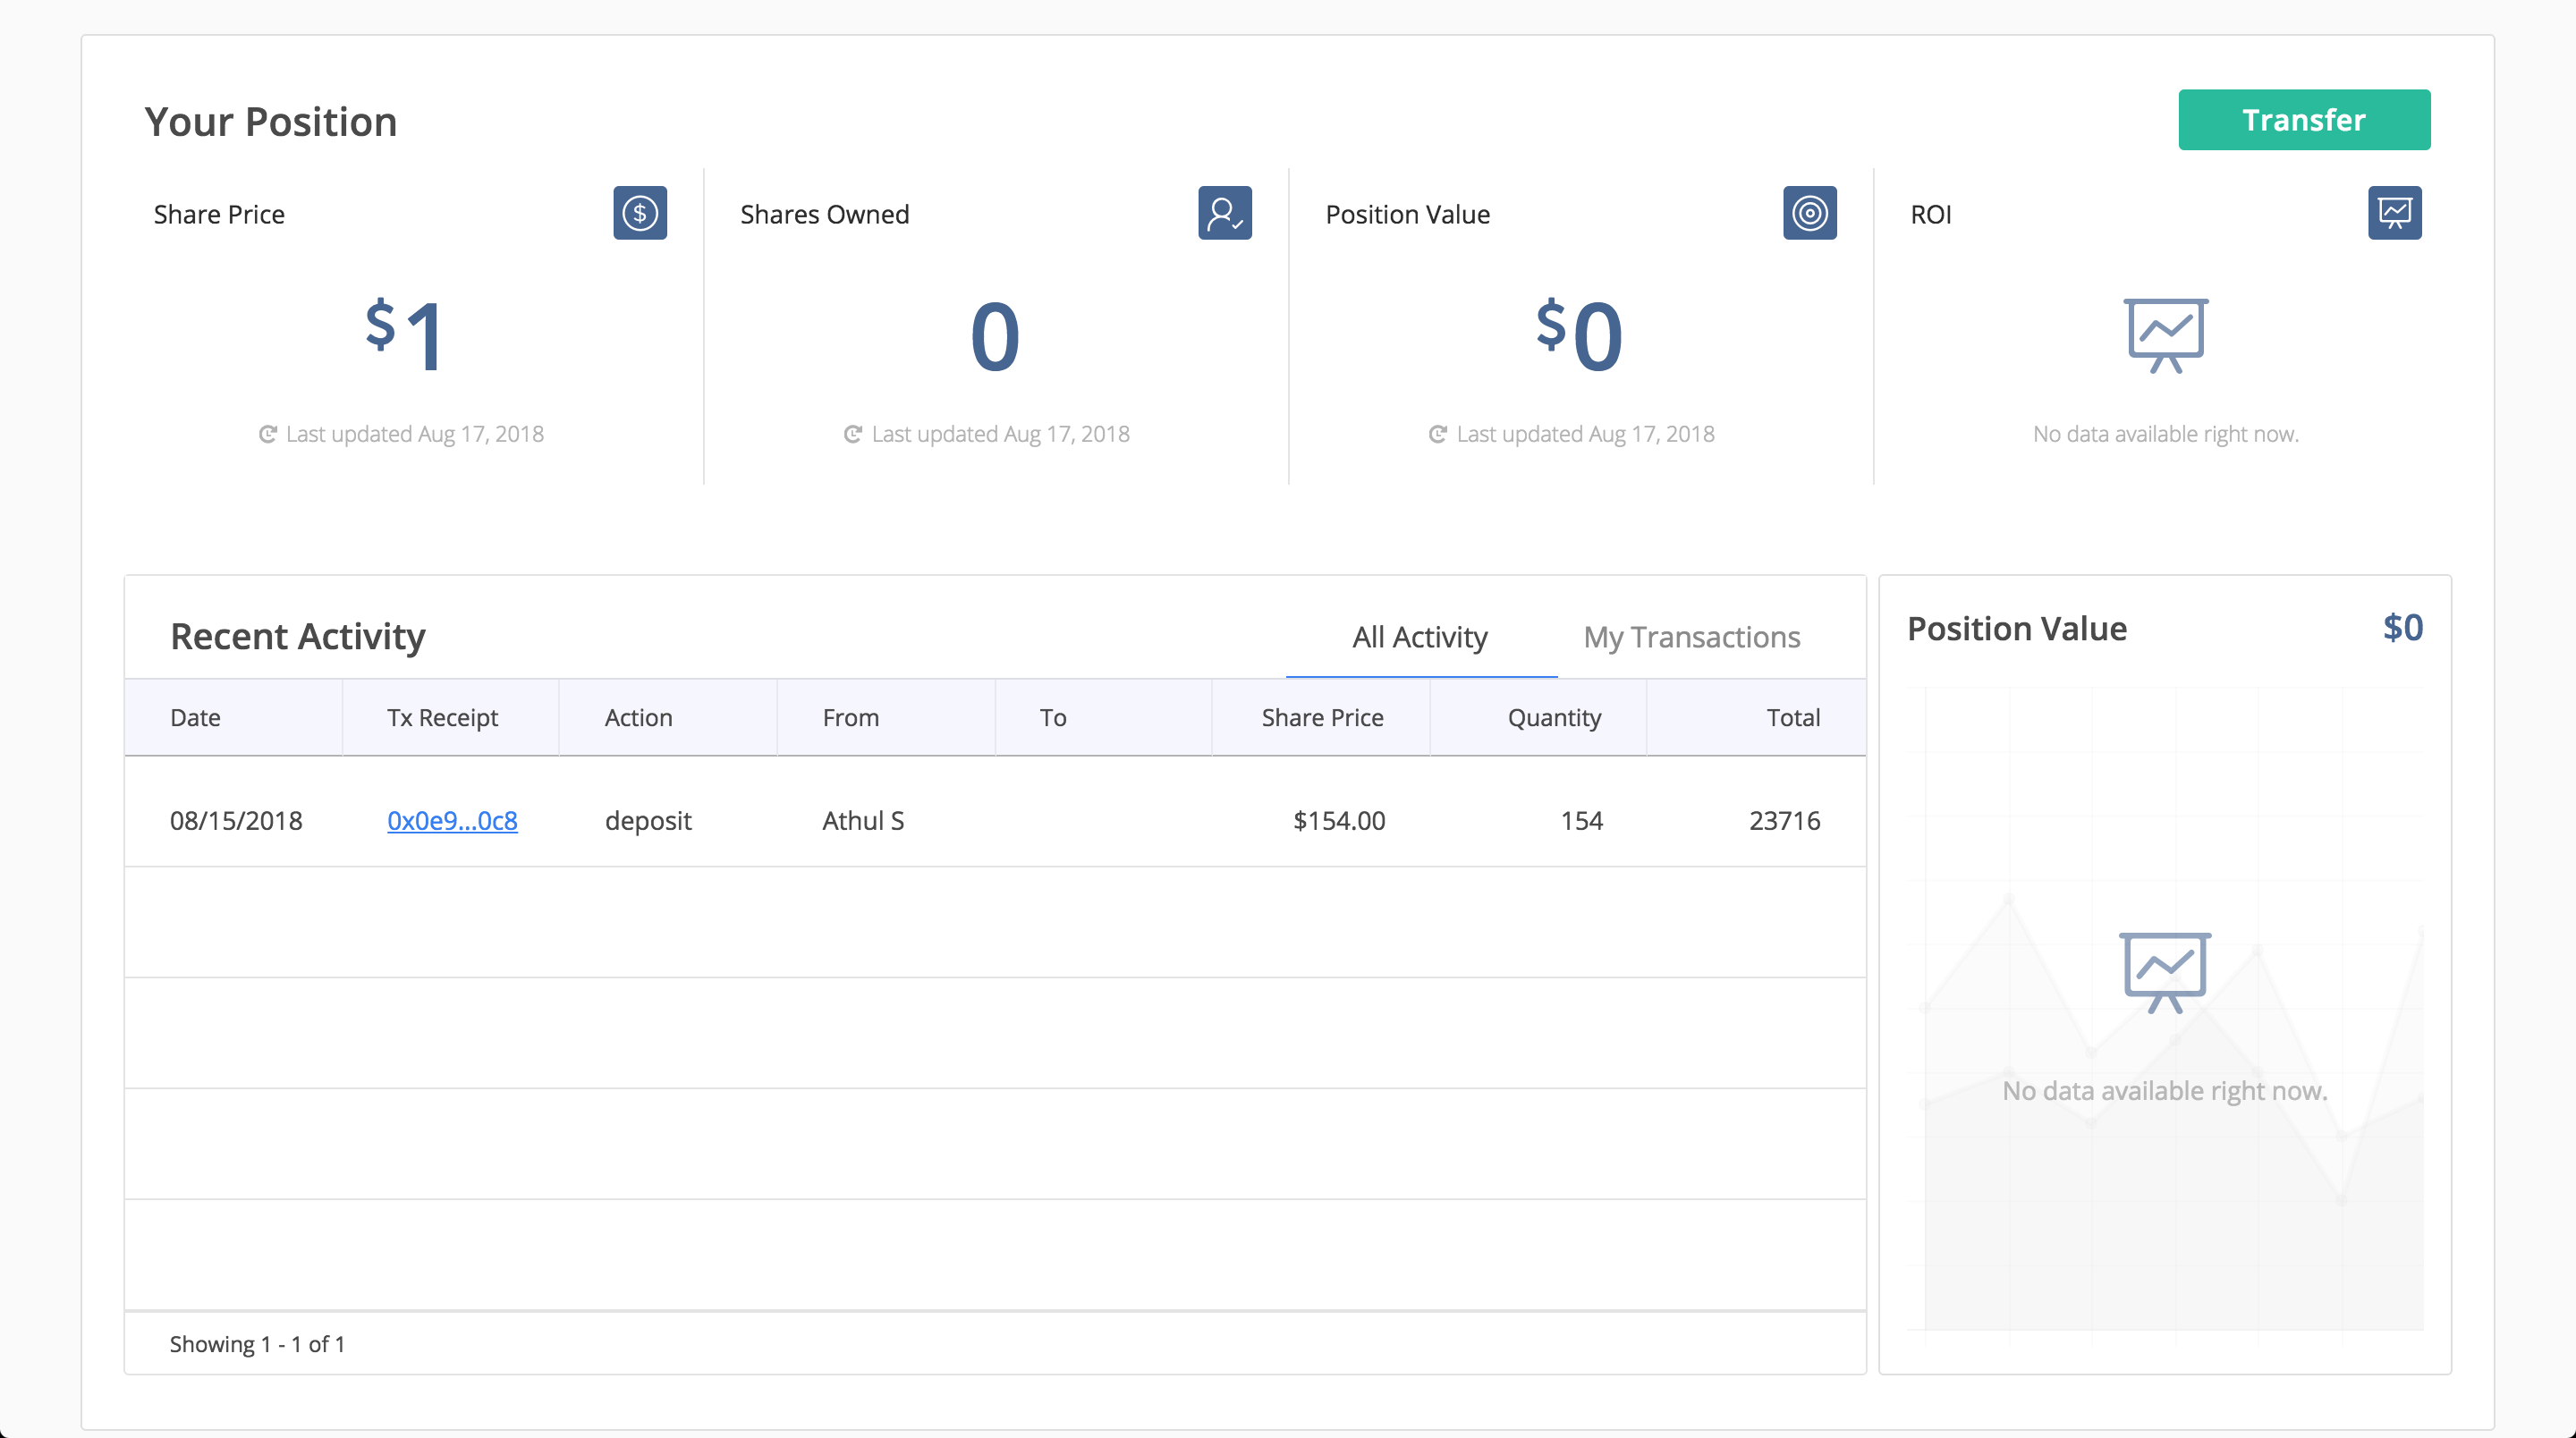 Your Position
Transfer
Share Price
Shares Owned
Position Value
ROI
$1
0
$0
Last updated Aug 17, 2018
Last updated Aug 17, 2018
Last updated Aug 17, 2018
No data available right now.
Recent Activity
All Activity
My Transactions
Date Tx Receipt Action From To Share Price Quantity Total
08/15/2018 0x0e9...0c8 deposit Athul S $154.00 154 23716
Showing 1 - 1 of 1
Position Value
$0
No data available right now.